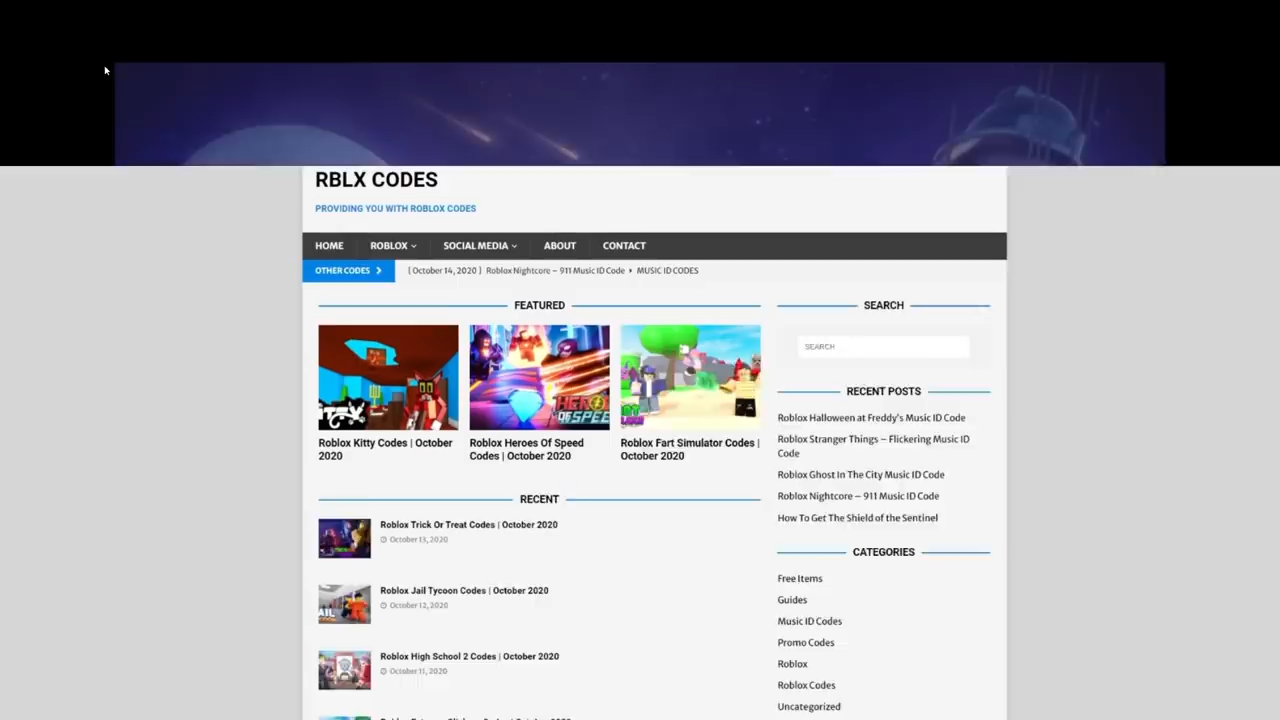 RBLX CODES
PROVIDING YOU WITH ROBLOX CODES
HOME ROBLOX SOCIAL MEDIA ABOUT CONTACT
OTHER CODES [ October 14, 2020 ] Roblox Nightcore – 911 Music ID Code MUSIC ID CODES
FEATURED
Roblox Kitty Codes | October
2020
Roblox Heroes Of Speed
Codes | October 2020
Roblox Fart Simulator Codes |
October 2020
RECENT
Roblox Trick Or Treat Codes | October 2020
October 13, 2020
Roblox Jail Tycoon Codes | October 2020
October 12, 2020
Roblox High School 2 Codes | October 2020
October 11, 2020
SEARCH
SEARCH
RECENT POSTS
Roblox Halloween at Freddy's Music ID Code
Roblox Stranger Things – Flickering Music ID
Code
Roblox Ghost In The City Music ID Code
Roblox Nightcore – 911 Music ID Code
How To Get The Shield of the Sentinel
CATEGORIES
Free Items
Guides
Music ID Codes
Promo Codes
Roblox
Roblox Codes
Uncategorized